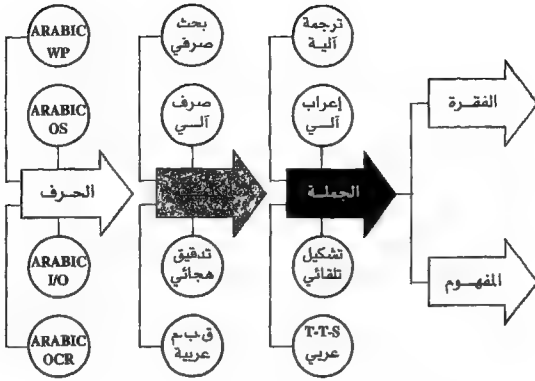 ARABIC
WP
بحث
صرفي
ترجمة
آلية
ARABIC
OS
صرف
آلـي
إعراب
آلـي
الفقـرة
الحـرف
الجملـة
ARABIC
I/O
تدقيق
هجائي
تشكيل
تلقائي
المفهـوم
ARABIC
OCR
ق.ب.م
عربية
T-T-S
عربي